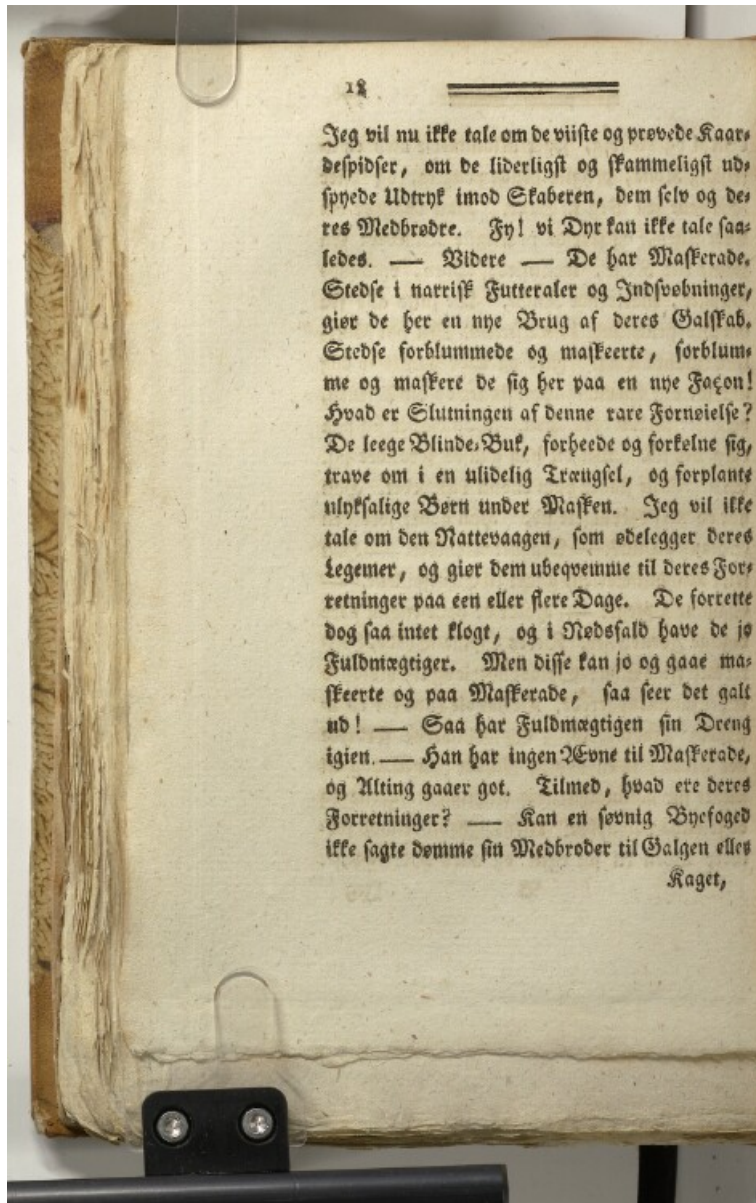 12
Jeg vil nu ikke tale om de viiste og prøvede Kaar⸗
despidser, om de liderligst og skammeligst ud⸗
spyede Udtryk imod Skaberen, dem selv og de⸗
res Medbrødre. Fy! vi Dyr kan ikke tale saa⸗
ledes. — Videre — De har Maskerade.
Stedse i narrisk Futteraler og Indsvøbninger,
giør de her en nye Brug af deres Galskab.
Stedse forblummede og maskeerte, forblum⸗
me og maskere de sig her paa en nye Façon!
Hvad er Slutningen af denne rare Fornøielse?
De leege Blinde⸗Buk, forheede og forkølne sig,
trave om i en ulidelig Trængsel, og forplante
ulyksalige Børn under Masken. Jeg vil ikke
tale om den Nattevaagen, som ødelegger deres
Legemer, og giør dem ubeqvemme til deres For⸗
retninger paa een eller flere Dage. De forrette
dog saa intet klogt, og i Nødsfald have de jo
Fuldmægtiger. Men disse kan jo og gaae ma⸗
skeerte og paa Maskerade, saa seer det galt
ud! — Saa har Fuldmægtigen sin Dreng
igien. — Han har ingen Ævne til Maskerade,
og Alting gaaer got. Tilmed, hvad ere deres
Forretninger? — Kan en søvnig Byefoged
ikke sagte dømme sin Medbroder til Galgen elles
Kaget,